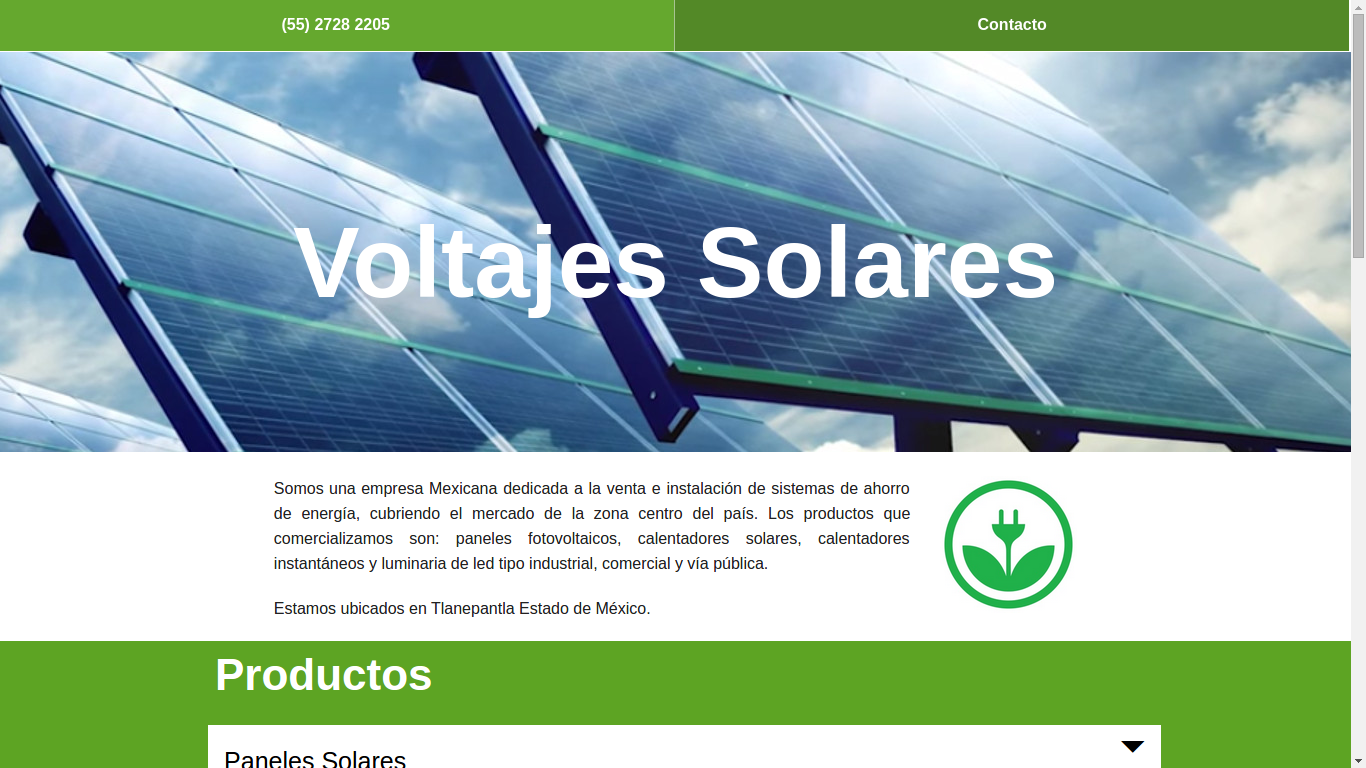 (55) 2728 2205
Contacto
Voltajes Solares
Somos una empresa Mexicana dedicada a la venta e instalación de sistemas de ahorro
de energía, cubriendo el mercado de la zona centro del país. Los productos que
comercializamos son: paneles fotovoltaicos, calentadores solares, calentadores
instantáneos y luminaria de led tipo industrial, comercial y vía pública.
Estamos ubicados en Tlanepantla Estado de México.
Productos
Paneles Solares